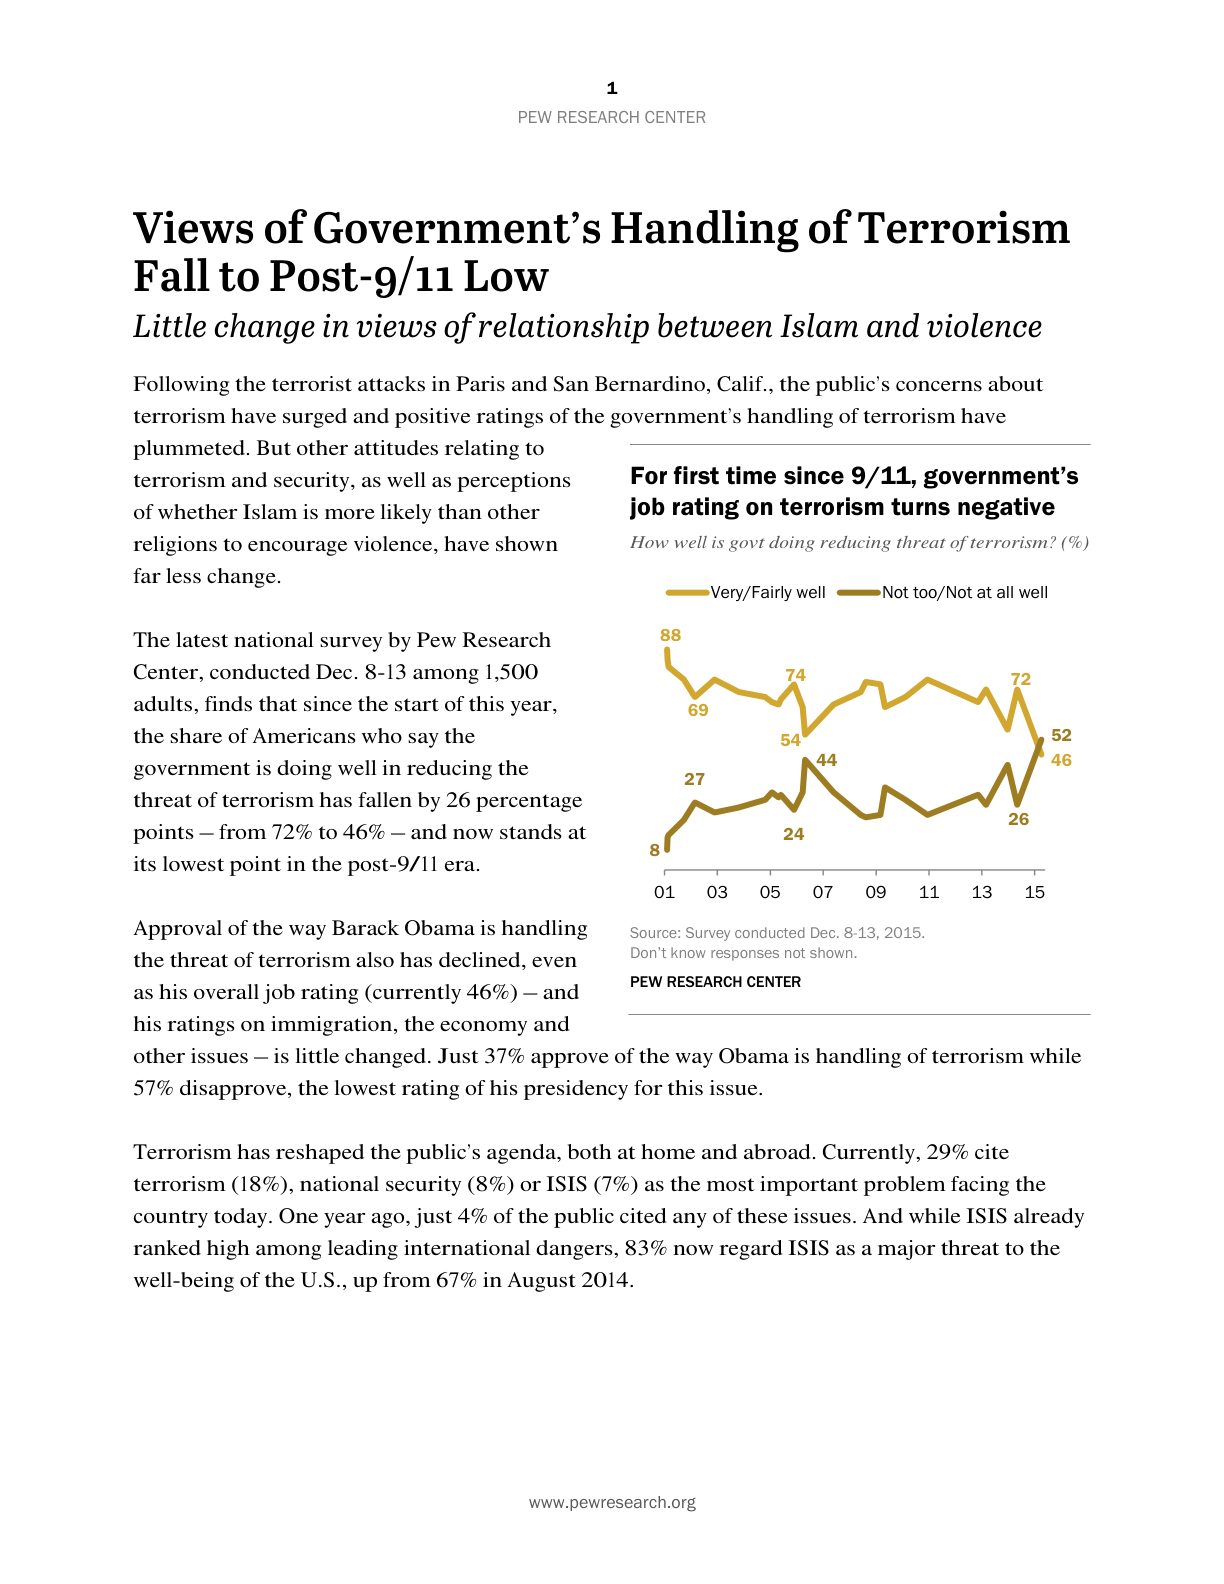 1
PEW RESEARCH CENTER
Views of Government's Handling of Terrorism
Fall to Post-9/11 Low
Little change in views of relationship between Islam and violence
Following the terrorist attacks in Paris and San Bernardino, Calif., the public's concerns about
terrorism have surged and positive ratings of the government's handling of terrorism have
plummeted. But other attitudes relating to
terrorism and security, as well as perceptions
of whether Islam is more likely than other
religions to encourage violence, have shown
far less change.
The latest national survey by Pew Research
Center, conducted Dec. 8-13 among 1,500
adults, finds that since the start of this year,
the share of Americans who say the
government is doing well in reducing the
threat of terrorism has fallen by 26 percentage
points – from 72% to 46% – and now stands at
its lowest point in the post-9/11 era.
Approval of the way Barack Obama is handling
the threat of terrorism also has declined, even
as his overall job rating (currently 46%) – and
his ratings on immigration, the economy and
other issues – is little changed. Just 37% approve of the way Obama is handling of terrorism while
57% disapprove, the lowest rating of his presidency for this issue.
For first time since 9/11, government's
job rating on terrorism turns negative
How well is govt doing reducing threat of terrorism? (%)
Very/Fairly well Not too/Not at all well
88
74
72
69
54
52
46
44
27
24
26
8
01 03 05 07 09 11 13 15
Source: Survey conducted Dec. 8-13, 2015.
Don't know responses not shown.
PEW RESEARCH CENTER
Terrorism has reshaped the public's agenda, both at home and abroad. Currently, 29% cite
terrorism (18%), national security (8%) or ISIS (7%) as the most important problem facing the
country today. One year ago, just 4% of the public cited any of these issues. And while ISIS already
ranked high among leading international dangers, 83% now regard ISIS as a major threat to the
well-being of the U.S., up from 67% in August 2014.
www.pewresearch.org